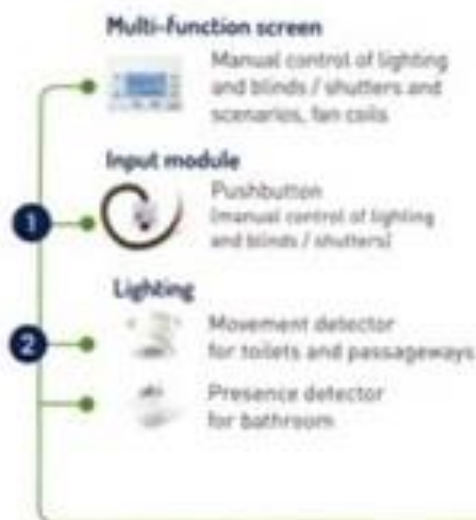 Multi-function screen
Manual control of lighting
and blinds / shutters and
scenarios, fan coils
Input module
Pushbutton
(manual control of lighting
and blinds / shutters)
1
Lighting
Movement detector
for toilets and passageways
2
Presence detector
for bathroom